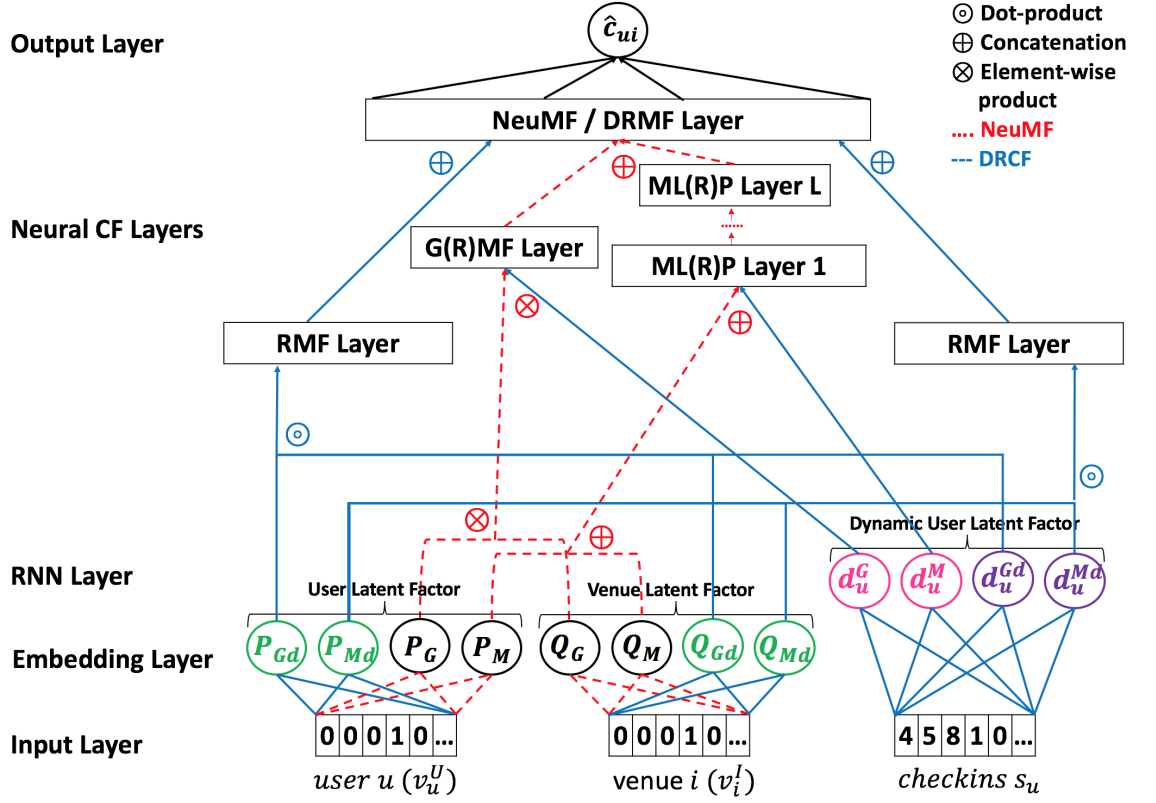 Output Layer
ĉ_ui
Dot-product
⊕ Concatenation
⊗ Element-wise
product
.... NeuMF
--- DRCF
NeuMF / DRMF Layer
⊕ ⊕ ⊕
ML(R)P Layer L
......
Neural CF Layers
G(R)MF Layer
ML(R)P Layer 1
⊗ ⊕
RMF Layer
RMF Layer
⊙
⊙
⊗ ⊕
Dynamic User Latent Factor
RNN Layer
d_u^G d_u^M d_u^Gd d_u^Md
User Latent Factor
Venue Latent Factor
Embedding Layer
P_Gd P_Md P_G P_M Q_G Q_M Q_Gd Q_Md
Input Layer
0 0 0 1 0 ...
0 0 0 1 0 ...
4 5 8 1 0 ...
user u (v_u^U)
venue i (v_i^I)
checkins s_u